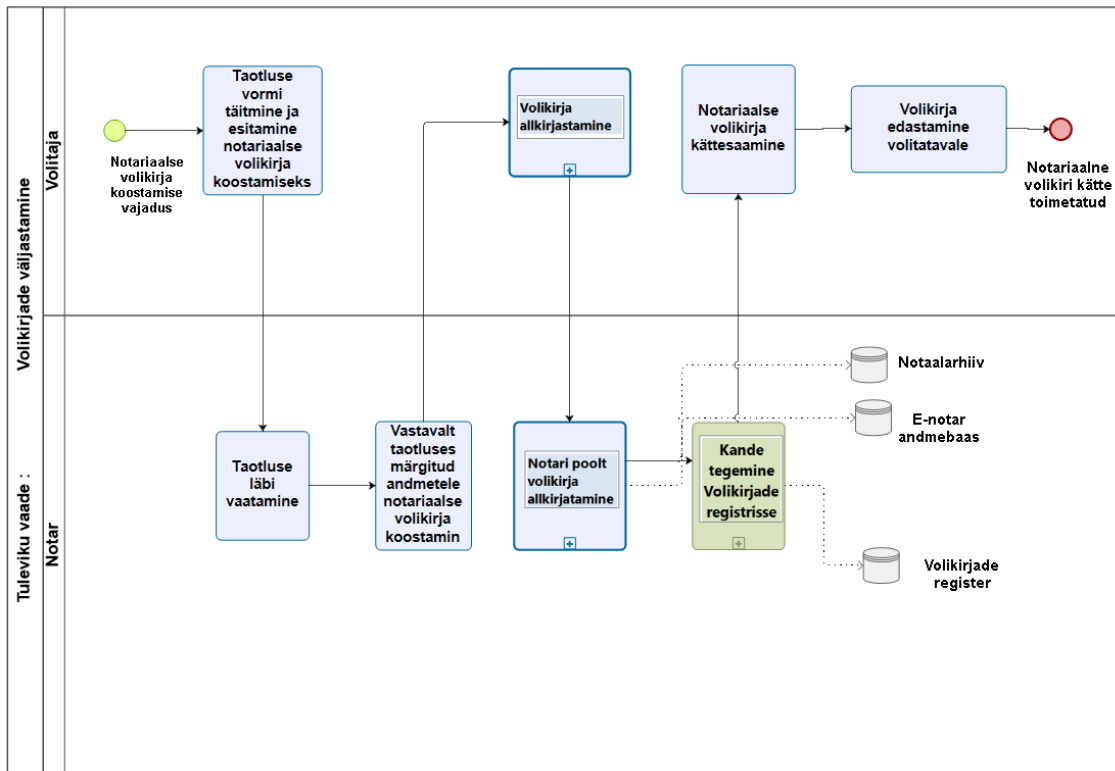 Tuleviku vaade : Volikirjade väljastamine
Volitaja
Notariaalse
volikirja
koostamise
vajadus
Taotluse
vormi
täitmine ja
esitamine
notariaalse
volikirja
koostamiseks
Volikirja
allkirjastamine
Notariaalse
volikirja
kättesaamine
Volikirja
edastamine
volitatavale
Notariaalne
volikiri kätte
toimetatud
Notar
Taotluse
läbi
vaatamine
Vastavalt
taotluses
märgitud
andmetele
notariaalse
volikirja
koostamin
Notari poolt
volikirja
allkirjatamine
Kande
tegemine
Volikirjade
registrisse
Notaalarhiiv
E-notar
andmebaas
Volikirjade
register